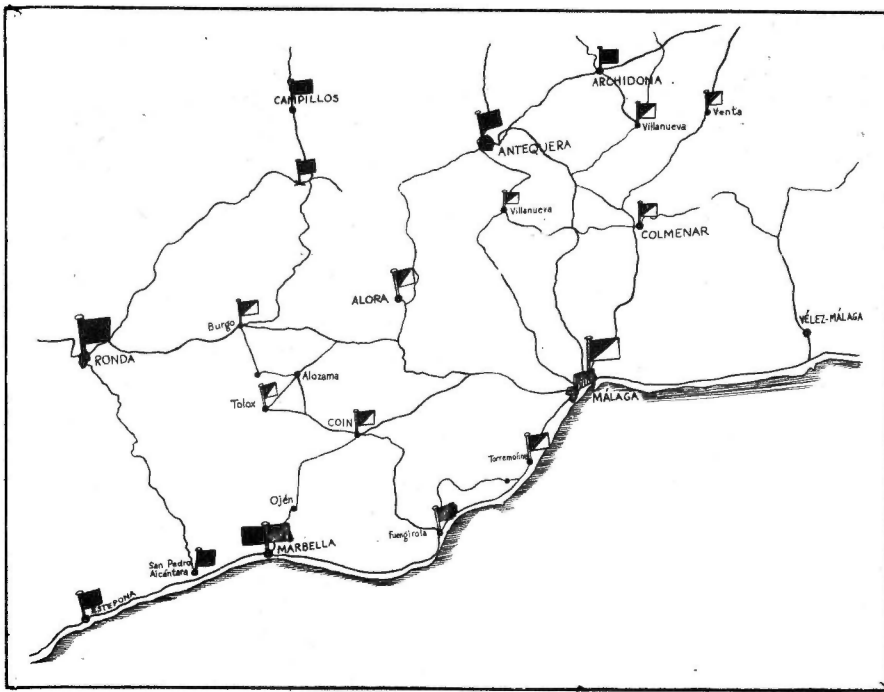 ARCHIDONA
CAMPILLOS
Villanueva
Venta
ANTEQUERA
Villanueva
COLMENAR
ALORA
Burgo
VÉLEZ-MÁLAGA
RONDA
Alozama
Tolox
MÁLAGA
COIN
Torremolino
Ojén
Fuengirola
MARBELLA
San Pedro
Alcántara
ESTEPONA